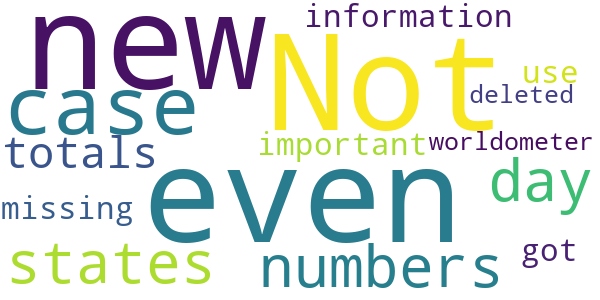 new
information
Not
use
case
deleted
totals
important
worldometer
even
day
missing
states
numbers
got